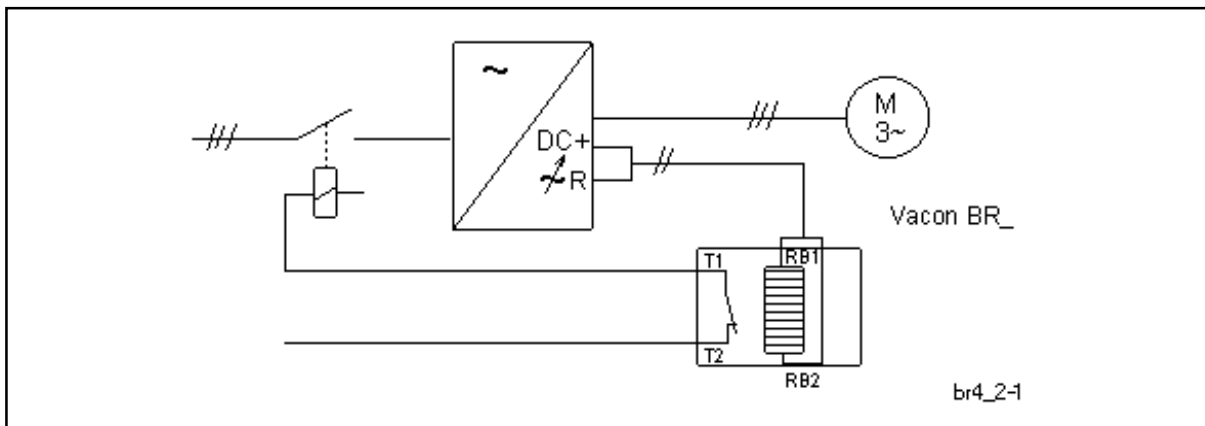 ~
M
3~
DC+
R
Vacon BR_
T1
RB1
T2
RB2
br4_2-1